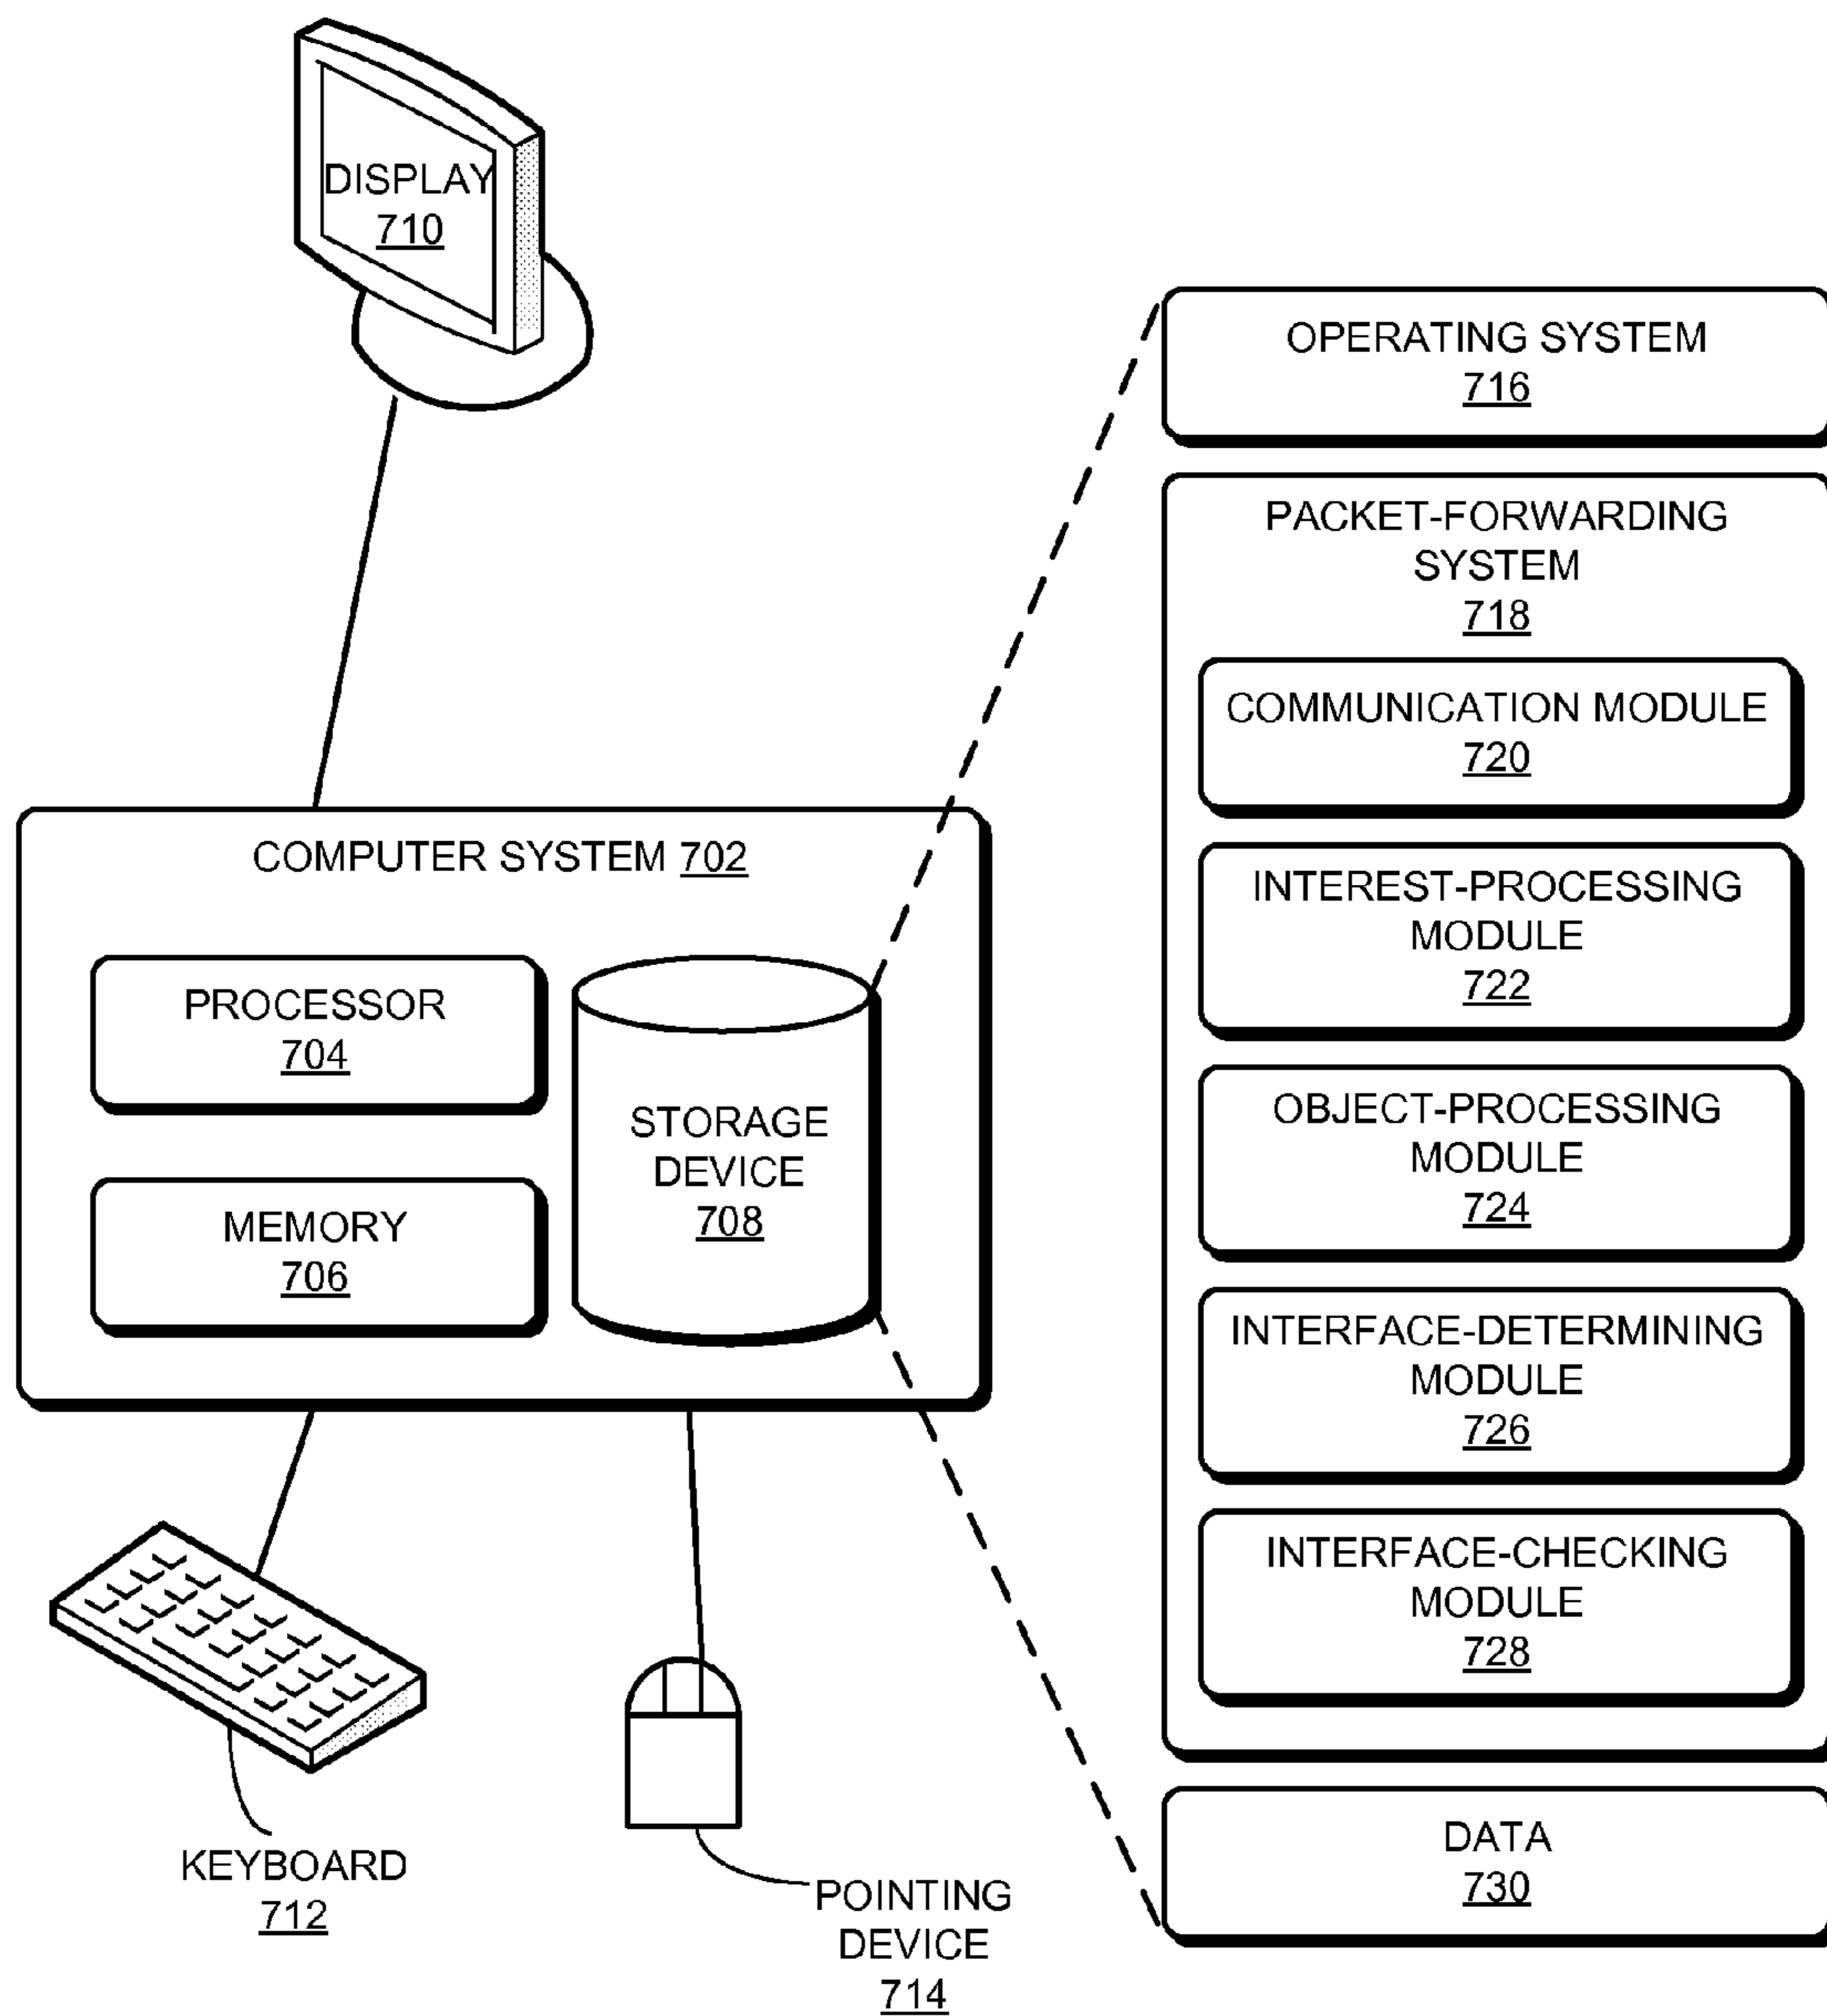 DISPLAY
710
COMPUTER SYSTEM 702
PROCESSOR
704
MEMORY
706
STORAGE
DEVICE
708
KEYBOARD
712
POINTING
DEVICE
714
OPERATING SYSTEM
716
PACKET-FORWARDING
SYSTEM
718
COMMUNICATION MODULE
720
INTEREST-PROCESSING
MODULE
722
OBJECT-PROCESSING
MODULE
724
INTERFACE-DETERMINING
MODULE
726
INTERFACE-CHECKING
MODULE
728
DATA
730